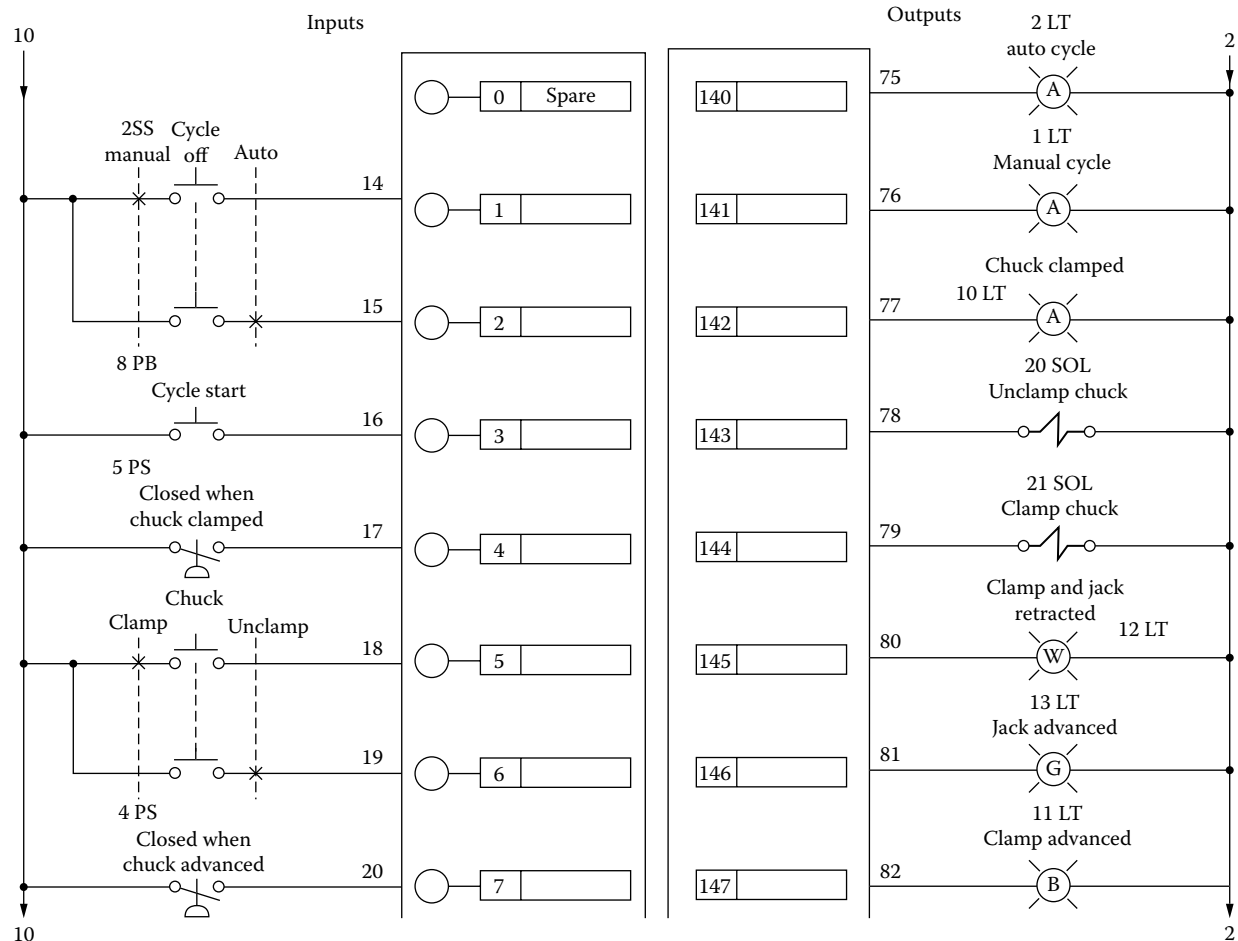 Inputs
Outputs
10
2
0 Spare
140
75
2 LT
auto cycle
A
2SS
manual
Cycle
off
Auto
14
1
141
76
1 LT
Manual cycle
A
15
2
142
77
Chuck clamped
10 LT
A
8 PB
Cycle start
16
3
143
78
20 SOL
Unclamp chuck
5 PS
Closed when
chuck clamped
17
4
144
79
21 SOL
Clamp chuck
Chuck
Clamp
Unclamp
18
5
145
80
Clamp and jack
retracted
12 LT
W
19
6
146
81
13 LT
Jack advanced
G
4 PS
Closed when
chuck advanced
20
7
147
82
11 LT
Clamp advanced
B
10
2